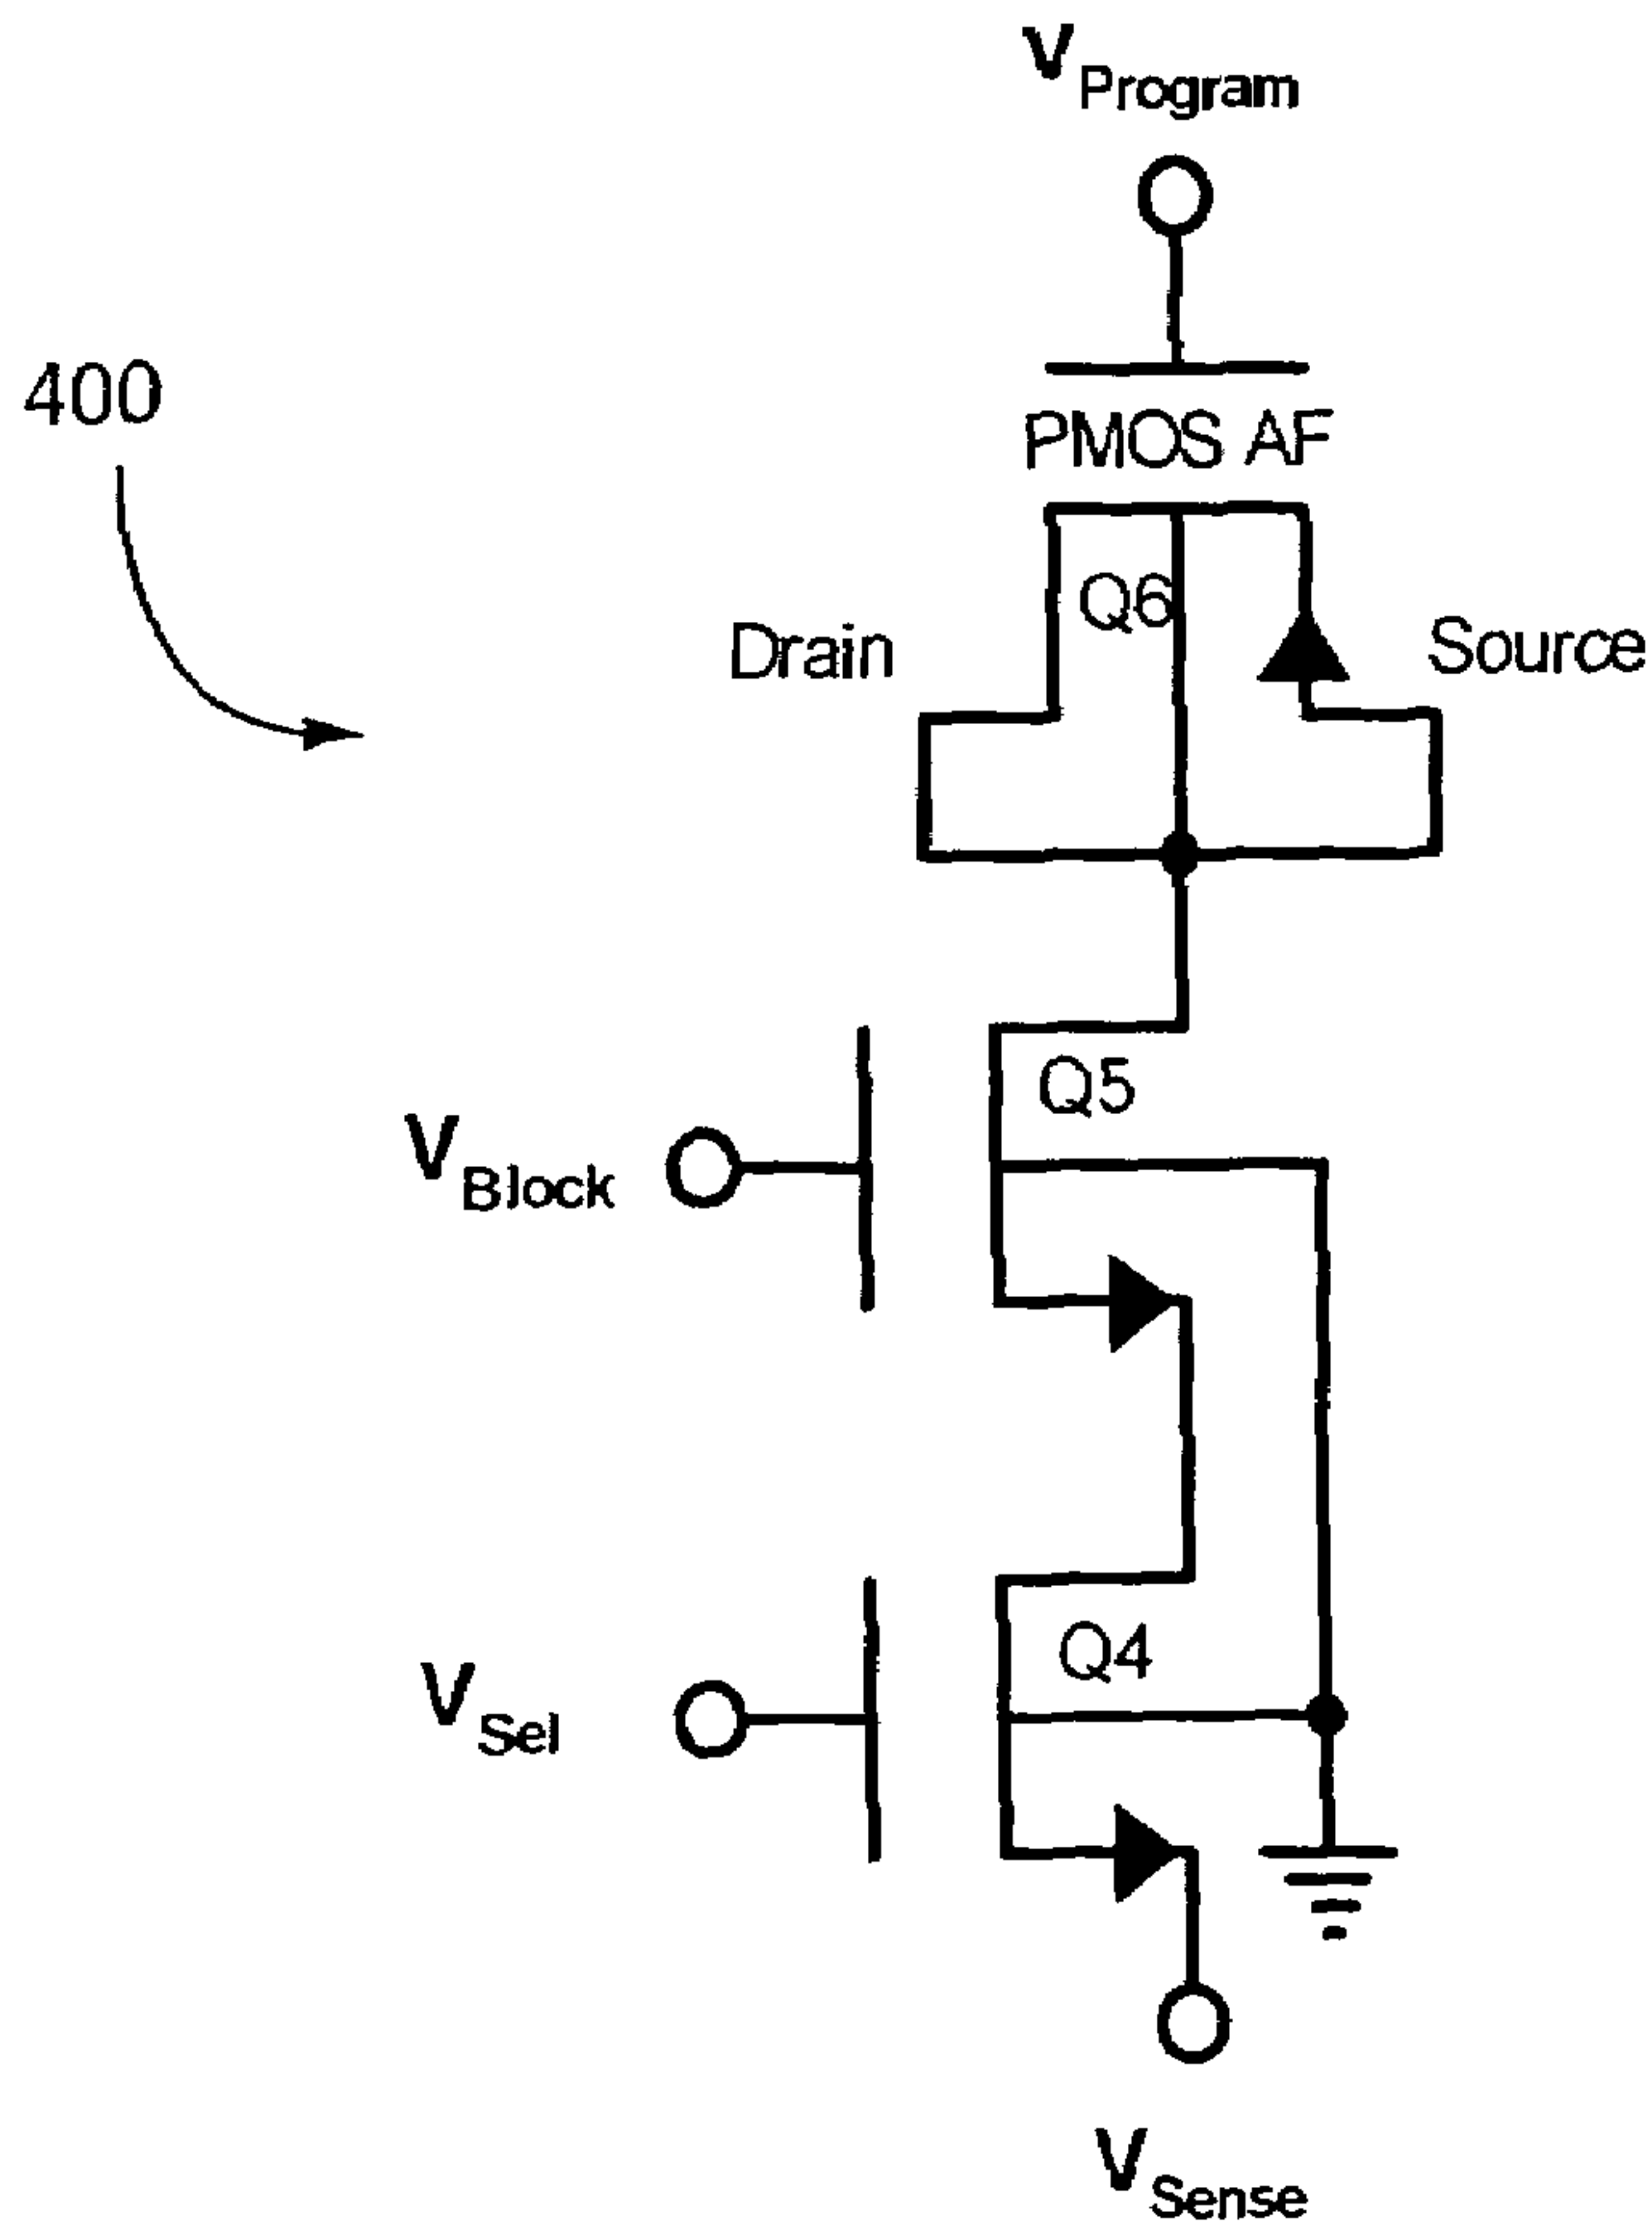 VProgram
400
PMOS AF
Q6
Drain
Source
Q5
VBlock
Q4
VSel
VSense